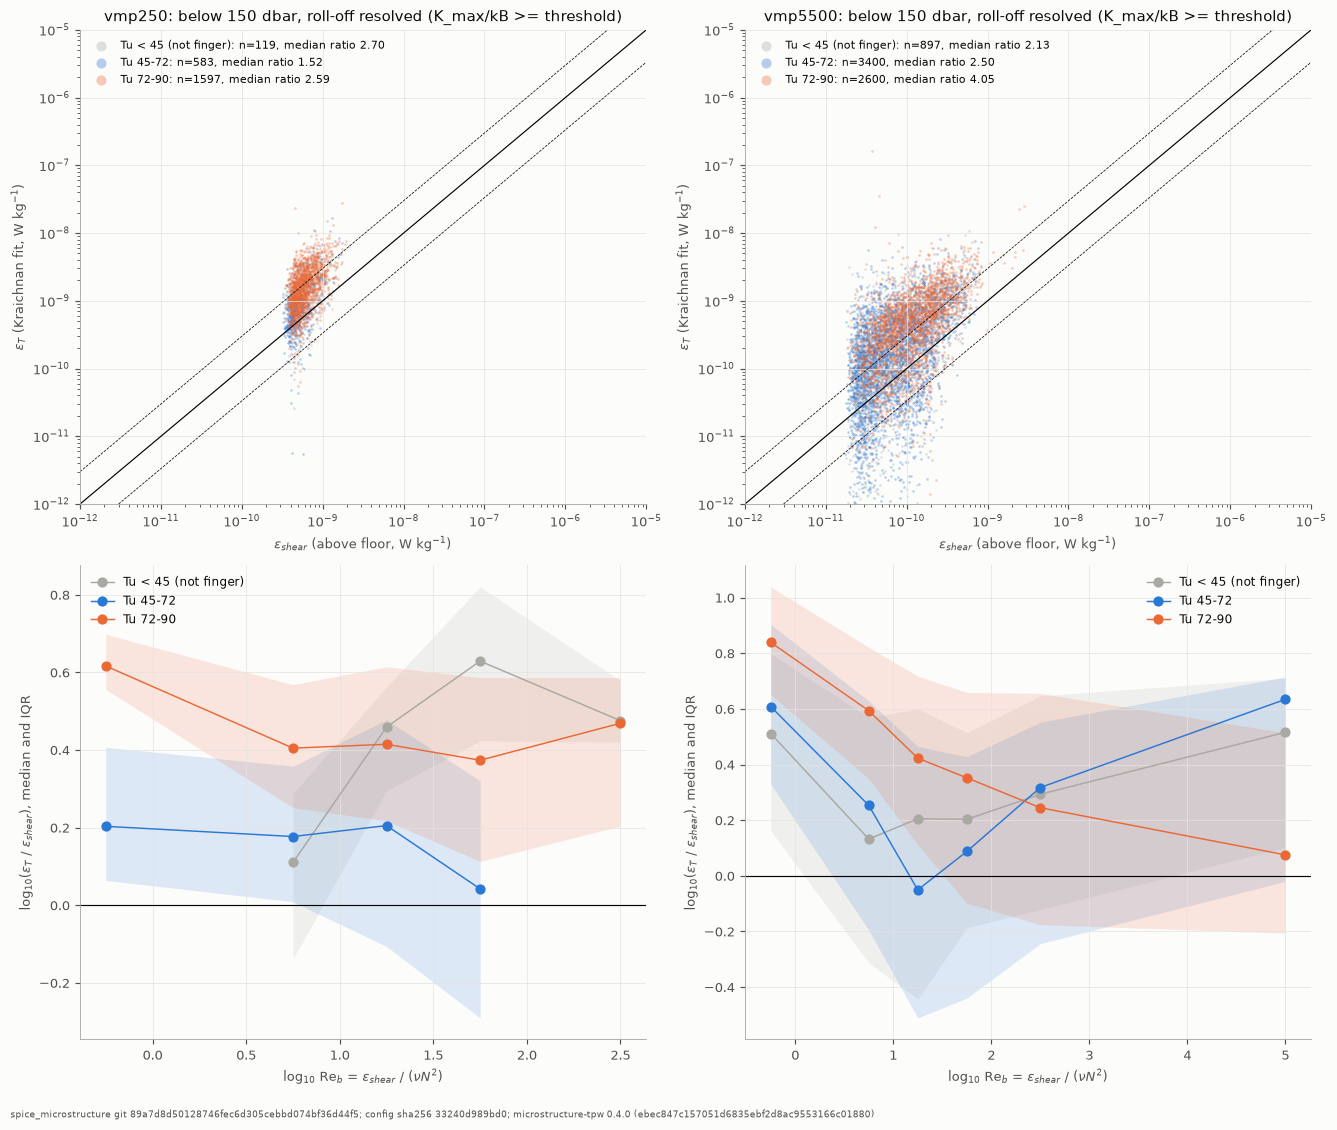 vmp250: below 150 dbar, roll-off resolved (K_max/kB >= threshold)
10⁻⁵
10⁻⁶
10⁻⁷
10⁻⁸
10⁻⁹
10⁻¹⁰
10⁻¹¹
10⁻¹²
ε_T (Kraichnan fit, W kg⁻¹)
Tu < 45 (not finger): n=119, median ratio 2.70
Tu 45-72: n=583, median ratio 1.52
Tu 72-90: n=1597, median ratio 2.59
10⁻¹² 10⁻¹¹ 10⁻¹⁰ 10⁻⁹ 10⁻⁸ 10⁻⁷ 10⁻⁶ 10⁻⁵
ε_shear (above floor, W kg⁻¹)
vmp5500: below 150 dbar, roll-off resolved (K_max/kB >= threshold)
10⁻⁵
10⁻⁶
10⁻⁷
10⁻⁸
10⁻⁹
10⁻¹⁰
10⁻¹¹
10⁻¹²
ε_T (Kraichnan fit, W kg⁻¹)
Tu < 45 (not finger): n=897, median ratio 2.13
Tu 45-72: n=3400, median ratio 2.50
Tu 72-90: n=2600, median ratio 4.05
10⁻¹² 10⁻¹¹ 10⁻¹⁰ 10⁻⁹ 10⁻⁸ 10⁻⁷ 10⁻⁶ 10⁻⁵
ε_shear (above floor, W kg⁻¹)
Tu < 45 (not finger)
Tu 45-72
Tu 72-90
0.8
0.6
0.4
0.2
0.0
−0.2
log₁₀(ε_T / ε_shear), median and IQR
0.0 0.5 1.0 1.5 2.0 2.5
log₁₀ Re_b = ε_shear / (νN²)
Tu < 45 (not finger)
Tu 45-72
Tu 72-90
1.0
0.8
0.6
0.4
0.2
0.0
−0.2
−0.4
log₁₀(ε_T / ε_shear), median and IQR
0 1 2 3 4 5
log₁₀ Re_b = ε_shear / (νN²)
spice_microstructure git 89a7d8d50128746fec6d305cebbd074bf36d44f5; config sha256 33240d989bd0; microstructure-tpw 0.4.0 (ebec847c157051d6835ebf2d8ac9553166c01880)